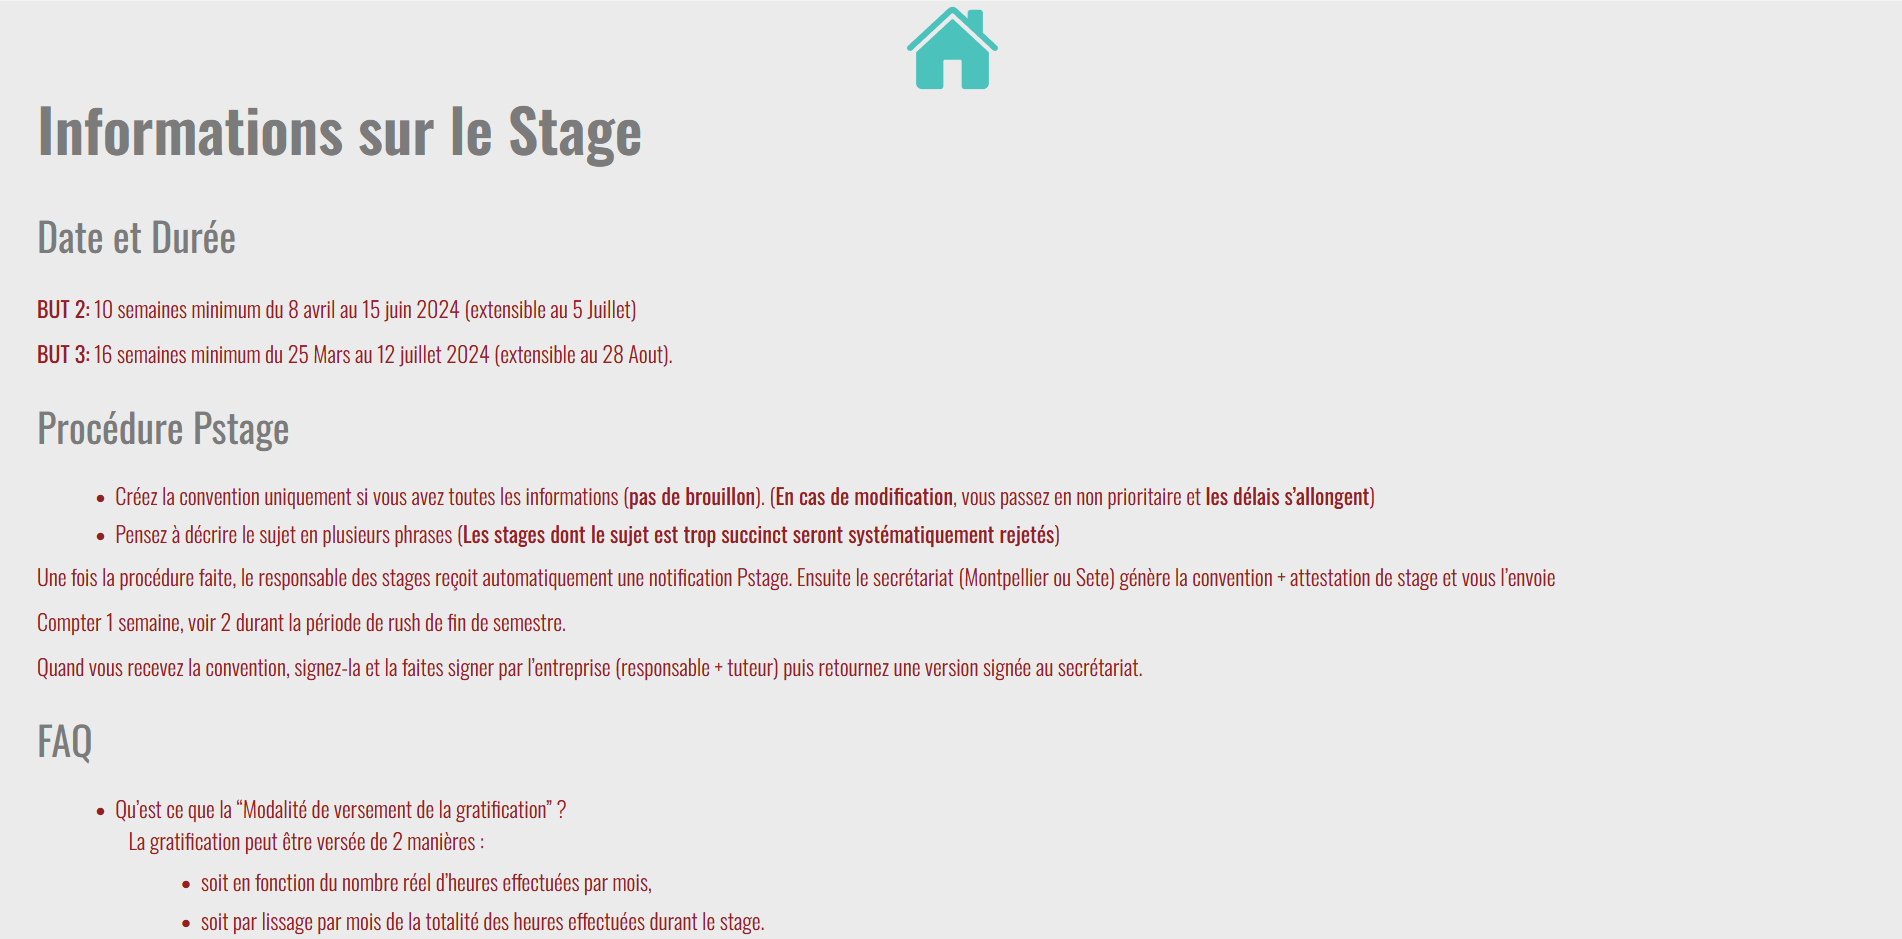 Informations sur le Stage
Date et Durée
BUT 2: 10 semaines minimum du 8 avril au 15 juin 2024 (extensible au 5 Juillet)
BUT 3: 16 semaines minimum du 25 Mars au 12 juillet 2024 (extensible au 28 Aout).
Procédure Pstage
• Créez la convention uniquement si vous avez toutes les informations (pas de brouillon). (En cas de modification, vous passez en non prioritaire et les délais s’allongent)
• Pensez à décrire le sujet en plusieurs phrases (Les stages dont le sujet est trop succinct seront systématiquement rejetés)
Une fois la procédure faite, le responsable des stages reçoit automatiquement une notification Pstage. Ensuite le secrétariat (Montpellier ou Sete) génère la convention + attestation de stage et vous l’envoie
Compter 1 semaine, voir 2 durant la période de rush de fin de semestre.
Quand vous recevez la convention, signez-la et la faites signer par l’entreprise (responsable + tuteur) puis retournez une version signée au secrétariat.
FAQ
• Qu’est ce que la “Modalité de versement de la gratification” ?
La gratification peut être versée de 2 manières :
• soit en fonction du nombre réel d’heures effectuées par mois,
• soit par lissage par mois de la totalité des heures effectuées durant le stage.